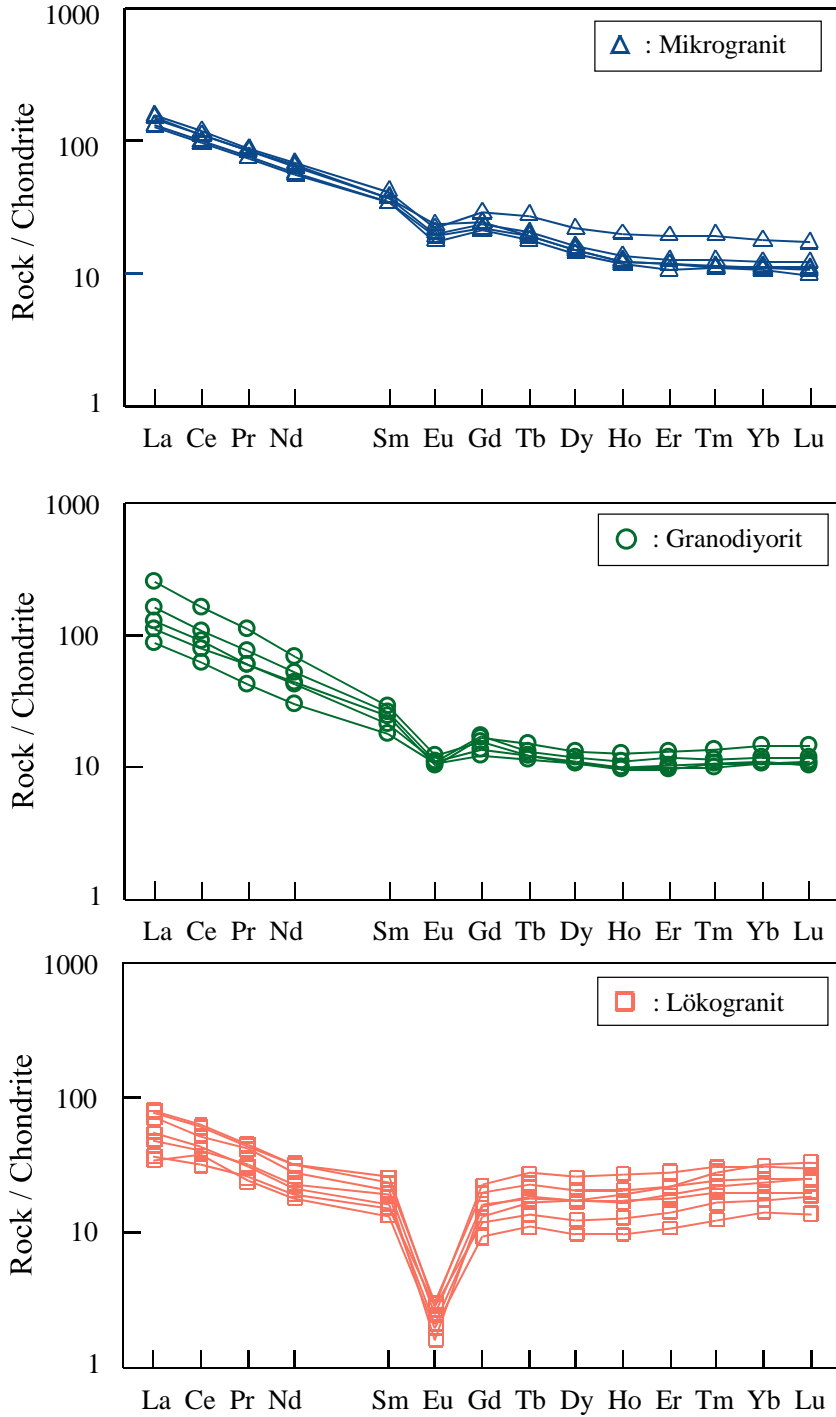 1000
: Mikrogranit
100
10
1
Rock / Chondrite
La Ce Pr Nd Sm Eu Gd Tb Dy Ho Er Tm Yb Lu
1000
: Granodiyorit
100
10
1
Rock / Chondrite
La Ce Pr Nd Sm Eu Gd Tb Dy Ho Er Tm Yb Lu
1000
: Lökogranit
100
10
1
Rock / Chondrite
La Ce Pr Nd Sm Eu Gd Tb Dy Ho Er Tm Yb Lu